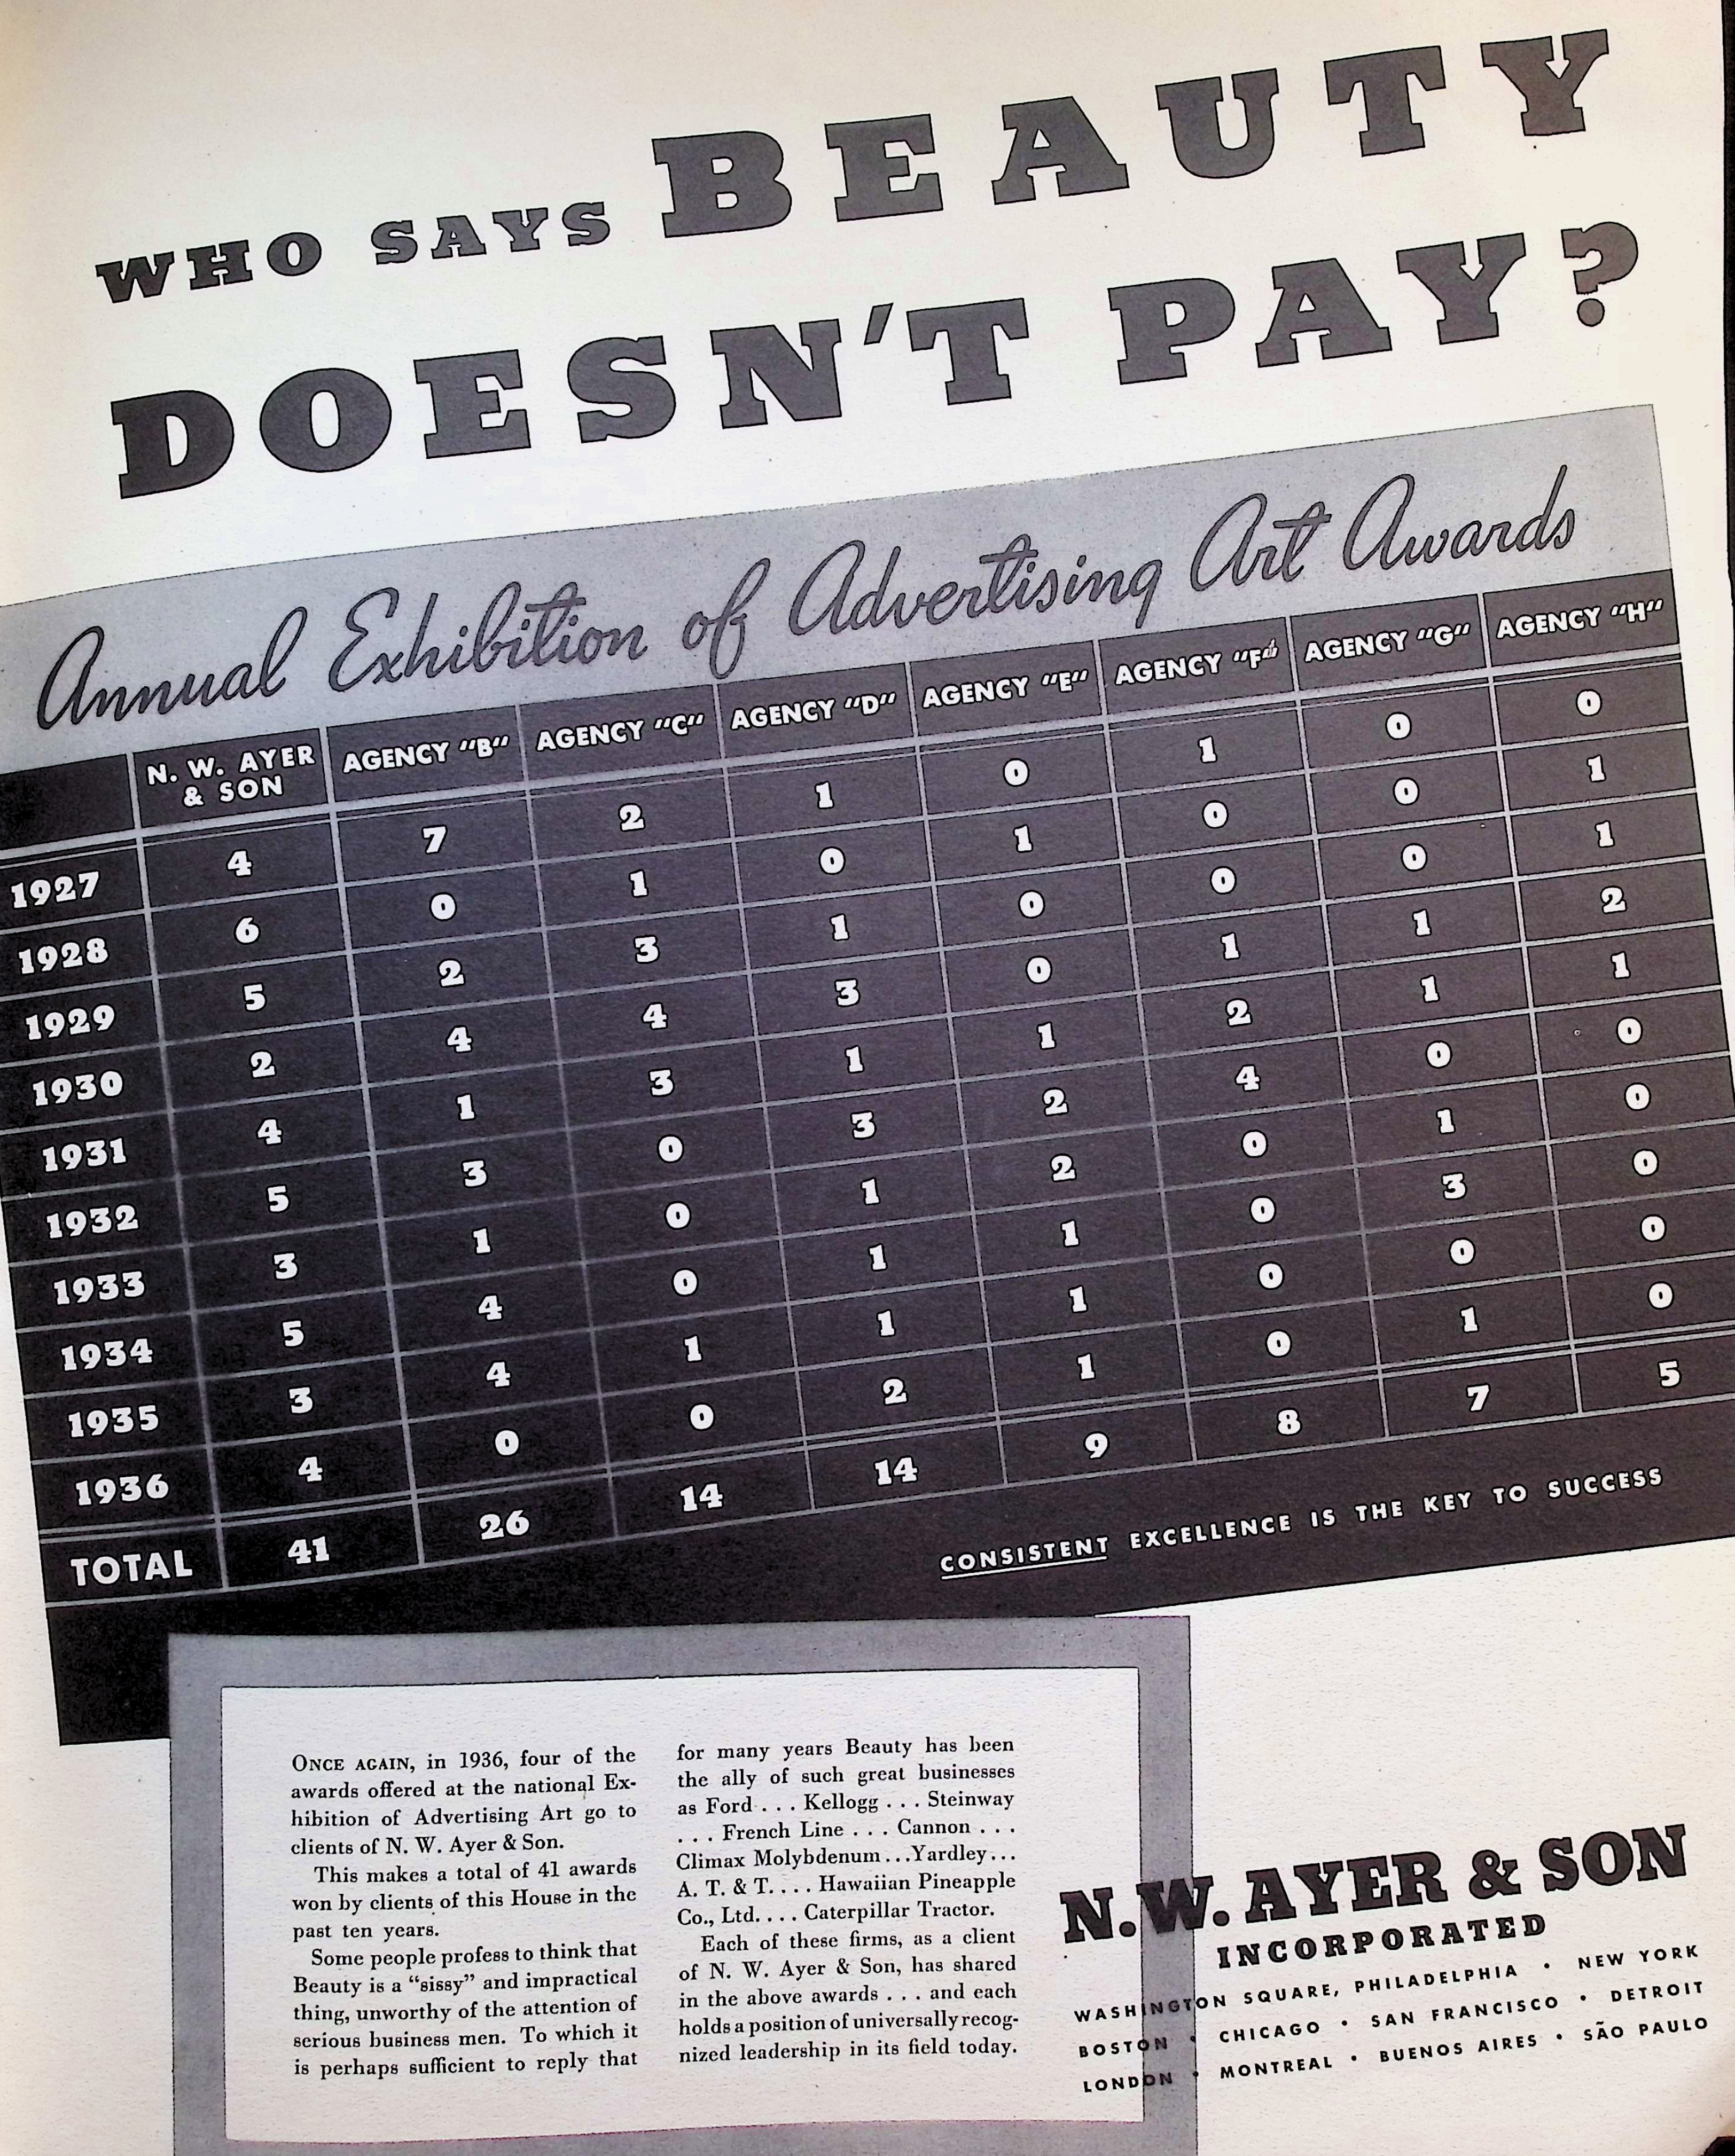 WHO SAYS BEAUTY
DOESN'T PAY?
Annual Exhibition of Advertising Art Awards
N. W. AYER & SON AGENCY "B" AGENCY "C" AGENCY "D" AGENCY "E" AGENCY "F" AGENCY "G" AGENCY "H"
1927 4 7 2 1 0 1 0 0
1928 6 0 1 0 1 0 0 1
1929 5 2 3 1 0 0 0 1
1930 2 4 4 3 0 1 1 2
1931 4 1 3 1 1 2 1 1
1932 5 3 0 3 2 4 0 0
1933 3 1 0 1 2 0 1 0
1934 5 4 0 1 1 0 3 0
1935 3 4 1 1 1 0 0 0
1936 4 0 0 2 1 0 1 0
TOTAL 41 26 14 14 9 8 7 5
CONSISTENT EXCELLENCE IS THE KEY TO SUCCESS
ONCE AGAIN, in 1936, four of the
awards offered at the national Ex-
hibition of Advertising Art go to
clients of N. W. Ayer & Son.
This makes a total of 41 awards
won by clients of this House in the
past ten years.
Some people profess to think that
Beauty is a “sissy” and impractical
thing, unworthy of the attention of
serious business men. To which it
is perhaps sufficient to reply that
for many years Beauty has been
the ally of such great businesses
as Ford . . . Kellogg . . . Steinway
. . . French Line . . . Cannon . . .
Climax Molybdenum...Yardley...
A. T. & T. . . . Hawaiian Pineapple
Co., Ltd. . . . Caterpillar Tractor.
Each of these firms, as a client
of N. W. Ayer & Son, has shared
in the above awards . . . and each
holds a position of universally recog-
nized leadership in its field today.
N. W. AYER & SON
INCORPORATED
WASHINGTON SQUARE, PHILADELPHIA • NEW YORK
BOSTON • CHICAGO • SAN FRANCISCO • DETROIT
LONDON • MONTREAL • BUENOS AIRES • SÃO PAULO